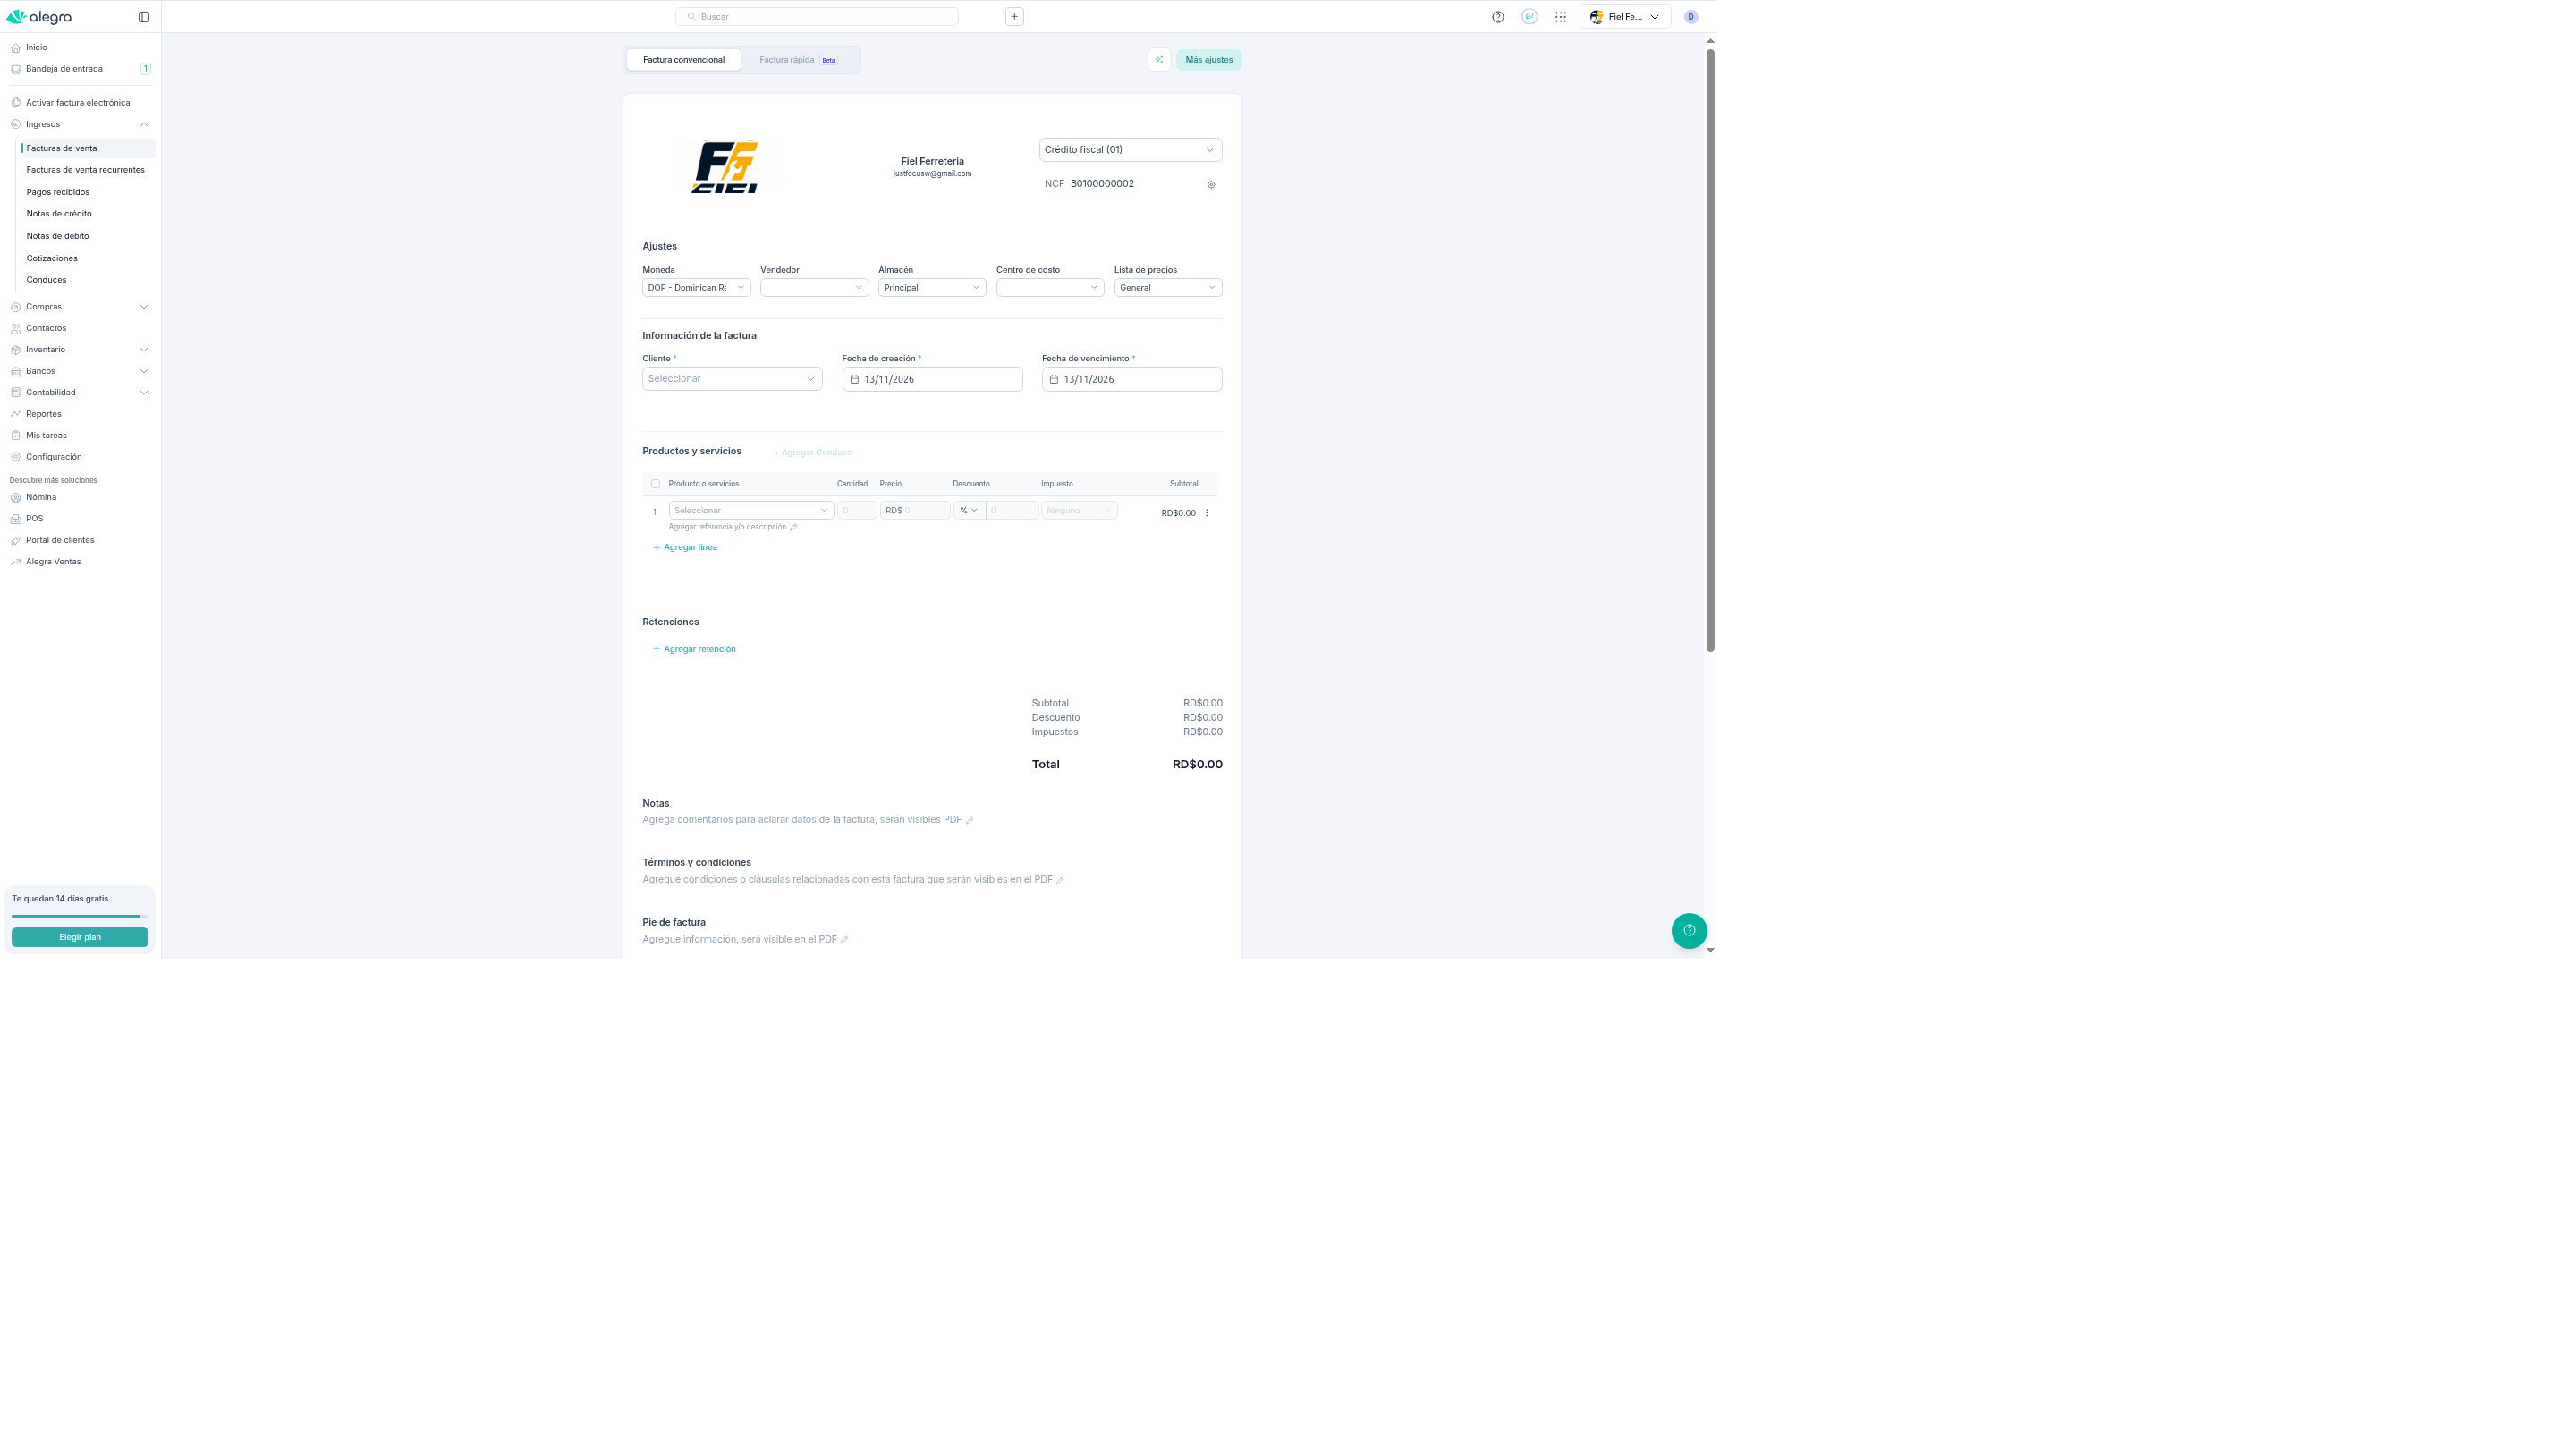 alegra
Buscar
Fiel Fe...
D
Inicio
Bandeja de entrada 1
Activar factura electrónica
Ingresos
Facturas de venta
Facturas de venta recurrentes
Pagos recibidos
Notas de crédito
Notas de débito
Cotizaciones
Conduces
Compras
Contactos
Inventario
Bancos
Contabilidad
Reportes
Mis tareas
Configuración
Descubre más soluciones
Nómina
POS
Portal de clientes
Alegra Ventas
Te quedan 14 días gratis
Elegir plan
Factura convencional Factura rápida Beta
Más ajustes
Fiel Ferreteria
justfocusw@gmail.com
Crédito fiscal (01)
NCF B0100000002
Ajustes
Moneda Vendedor Almacén Centro de costo Lista de precios
DOP - Dominican Re Principal General
Información de la factura
Cliente * Fecha de creación * Fecha de vencimiento *
Seleccionar 13/11/2026 13/11/2026
Productos y servicios + Agregar Conduce
Producto o servicios Cantidad Precio Descuento Impuesto Subtotal
1 Seleccionar 0 RD$ 0 % 0 Ninguno RD$0.00
Agregar referencia y/o descripción
+ Agregar línea
Retenciones
+ Agregar retención
Subtotal RD$0.00
Descuento RD$0.00
Impuestos RD$0.00
Total RD$0.00
Notas
Agrega comentarios para aclarar datos de la factura, serán visibles PDF
Términos y condiciones
Agregue condiciones o cláusulas relacionadas con esta factura que serán visibles en el PDF
Pie de factura
Agregue información, será visible en el PDF